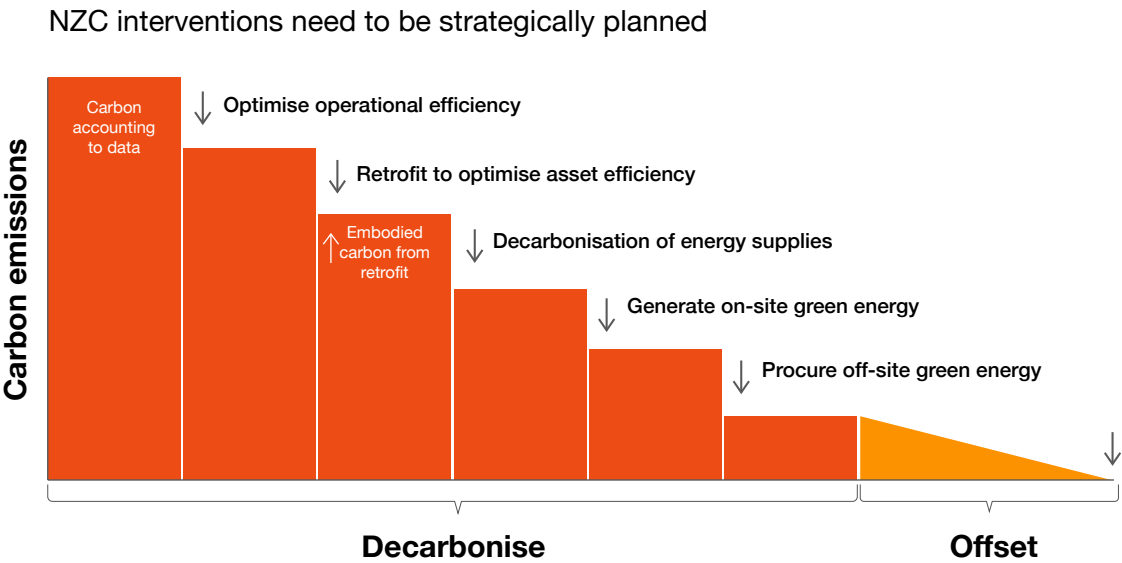 NZC interventions need to be strategically planned
Carbon emissions
Carbon
accounting
to data
Optimise operational efficiency
Retrofit to optimise asset efficiency
Embodied
carbon from
retrofit
Decarbonisation of energy supplies
Generate on-site green energy
Procure off-site green energy
Decarbonise
Offset